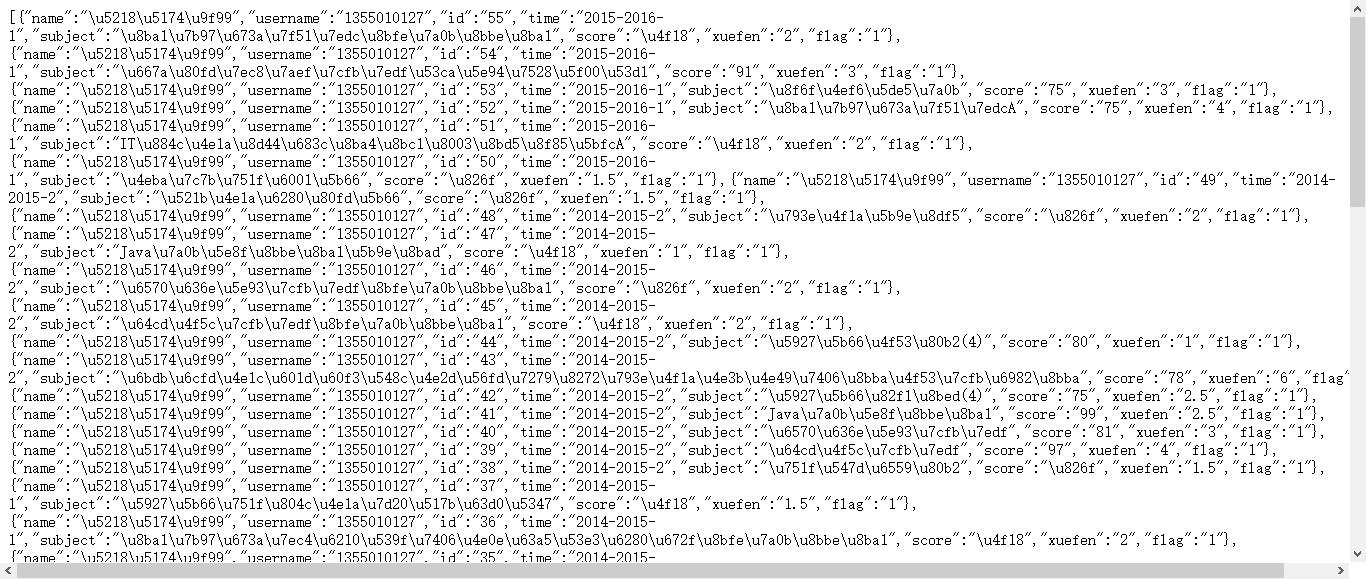 [{"name":"\u5218\u5174\u9f99","username":"1355010127","id":"55","time":"2015-2016-
1","subject":"\u8ba1\u7b97\u673a\u7f51\u7edc\u8bfe\u7a0b\u8bbe\u8ba1","score":"\u4f18","xuefen":"2","flag":"1"},
{"name":"\u5218\u5174\u9f99","username":"1355010127","id":"54","time":"2015-2016-
1","subject":"\u667a\u80fd\u7ec8\u7aef\u7cfb\u7edf\u53ca\u5e94\u7528\u5f00\u53d1","score":"91","xuefen":"3","flag":"1"},
{"name":"\u5218\u5174\u9f99","username":"1355010127","id":"53","time":"2015-2016-1","subject":"\u8f6f\u4ef6\u5de5\u7a0b","score":"75","xuefen":"3","flag":"1"},
{"name":"\u5218\u5174\u9f99","username":"1355010127","id":"52","time":"2015-2016-1","subject":"\u8ba1\u7b97\u673a\u7f51\u7edcA","score":"75","xuefen":"4","flag":"1"},
{"name":"\u5218\u5174\u9f99","username":"1355010127","id":"51","time":"2015-2016-
1","subject":"IT\u884c\u4e1a\u8d44\u683c\u8ba4\u8bc1\u8003\u8bd5\u8f85\u5bfcA","score":"\u4f18","xuefen":"2","flag":"1"},
{"name":"\u5218\u5174\u9f99","username":"1355010127","id":"50","time":"2015-2016-
1","subject":"\u4eba\u7c7b\u751f\u6001\u5b66","score":"\u826f","xuefen":"1.5","flag":"1"},{"name":"\u5218\u5174\u9f99","username":"1355010127","id":"49","time":"2014-
2015-2","subject":"\u521b\u4e1a\u6280\u80fd\u5b66","score":"\u826f","xuefen":"1.5","flag":"1"},
{"name":"\u5218\u5174\u9f99","username":"1355010127","id":"48","time":"2014-2015-2","subject":"\u793e\u4f1a\u5b9e\u8df5","score":"\u826f","xuefen":"2","flag":"1"},
{"name":"\u5218\u5174\u9f99","username":"1355010127","id":"47","time":"2014-2015-
2","subject":"Java\u7a0b\u5e8f\u8bbe\u8ba1\u5b9e\u8bad","score":"\u4f18","xuefen":"1","flag":"1"},
{"name":"\u5218\u5174\u9f99","username":"1355010127","id":"46","time":"2014-2015-
2","subject":"\u6570\u636e\u5e93\u7cfb\u7edf\u8bfe\u7a0b\u8bbe\u8ba1","score":"\u826f","xuefen":"2","flag":"1"},
{"name":"\u5218\u5174\u9f99","username":"1355010127","id":"45","time":"2014-2015-
2","subject":"\u64cd\u4f5c\u7cfb\u7edf\u8bfe\u7a0b\u8bbe\u8ba1","score":"\u4f18","xuefen":"2","flag":"1"},
{"name":"\u5218\u5174\u9f99","username":"1355010127","id":"44","time":"2014-2015-2","subject":"\u5927\u5b66\u4f53\u80b2(4)","score":"80","xuefen":"1","flag":"1"},
{"name":"\u5218\u5174\u9f99","username":"1355010127","id":"43","time":"2014-2015-
2","subject":"\u6bdb\u6cfd\u4e1c\u601d\u60f3\u548c\u4e2d\u56fd\u7279\u8272\u793e\u4f1a\u4e3b\u4e49\u7406\u8bba\u4f53\u7cfb\u6982\u8bba","score":"78","xuefen":"6","flag"
{"name":"\u5218\u5174\u9f99","username":"1355010127","id":"42","time":"2014-2015-2","subject":"\u5927\u5b66\u82f1\u8bed(4)","score":"75","xuefen":"2.5","flag":"1"},
{"name":"\u5218\u5174\u9f99","username":"1355010127","id":"41","time":"2014-2015-2","subject":"Java\u7a0b\u5e8f\u8bbe\u8ba1","score":"99","xuefen":"2.5","flag":"1"},
{"name":"\u5218\u5174\u9f99","username":"1355010127","id":"40","time":"2014-2015-2","subject":"\u6570\u636e\u5e93\u7cfb\u7edf","score":"81","xuefen":"3","flag":"1"},
{"name":"\u5218\u5174\u9f99","username":"1355010127","id":"39","time":"2014-2015-2","subject":"\u64cd\u4f5c\u7cfb\u7edf","score":"97","xuefen":"4","flag":"1"},
{"name":"\u5218\u5174\u9f99","username":"1355010127","id":"38","time":"2014-2015-2","subject":"\u751f\u547d\u6559\u80b2","score":"\u826f","xuefen":"1.5","flag":"1"},
{"name":"\u5218\u5174\u9f99","username":"1355010127","id":"37","time":"2014-2015-
1","subject":"\u5927\u5b66\u751f\u804c\u4e1a\u7d20\u517b\u63d0\u5347","score":"\u4f18","xuefen":"1.5","flag":"1"},
{"name":"\u5218\u5174\u9f99","username":"1355010127","id":"36","time":"2014-2015-
1","subject":"\u8ba1\u7b97\u673a\u7ec4\u6210\u539f\u7406\u4e0e\u63a5\u53e3\u6280\u672f\u8bfe\u7a0b\u8bbe\u8ba1","score":"\u4f18","xuefen":"2","flag":"1"},
{"name":"\u5218\u5174\u9f99","username":"1355010127","id":"35","time":"2014-2015-